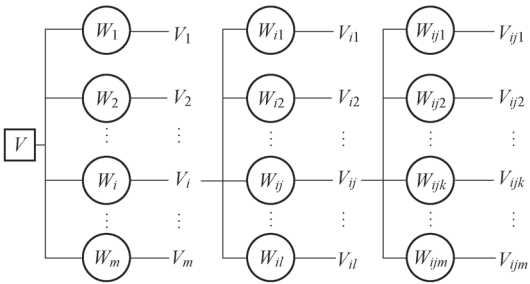 W₁ V₁ Wᵢ₁ Vᵢ₁ Wᵢⱼ₁ Vᵢⱼ₁
W₂ V₂ Wᵢ₂ Vᵢ₂ Wᵢⱼ₂ Vᵢⱼ₂
⋮ ⋮ ⋮ ⋮ ⋮ ⋮
V
Wᵢ Vᵢ Wᵢⱼ Vᵢⱼ Wᵢⱼₖ Vᵢⱼₖ
⋮ ⋮ ⋮ ⋮ ⋮ ⋮
Wₘ Vₘ Wᵢₗ Vᵢₗ Wᵢⱼₘ Vᵢⱼₘ